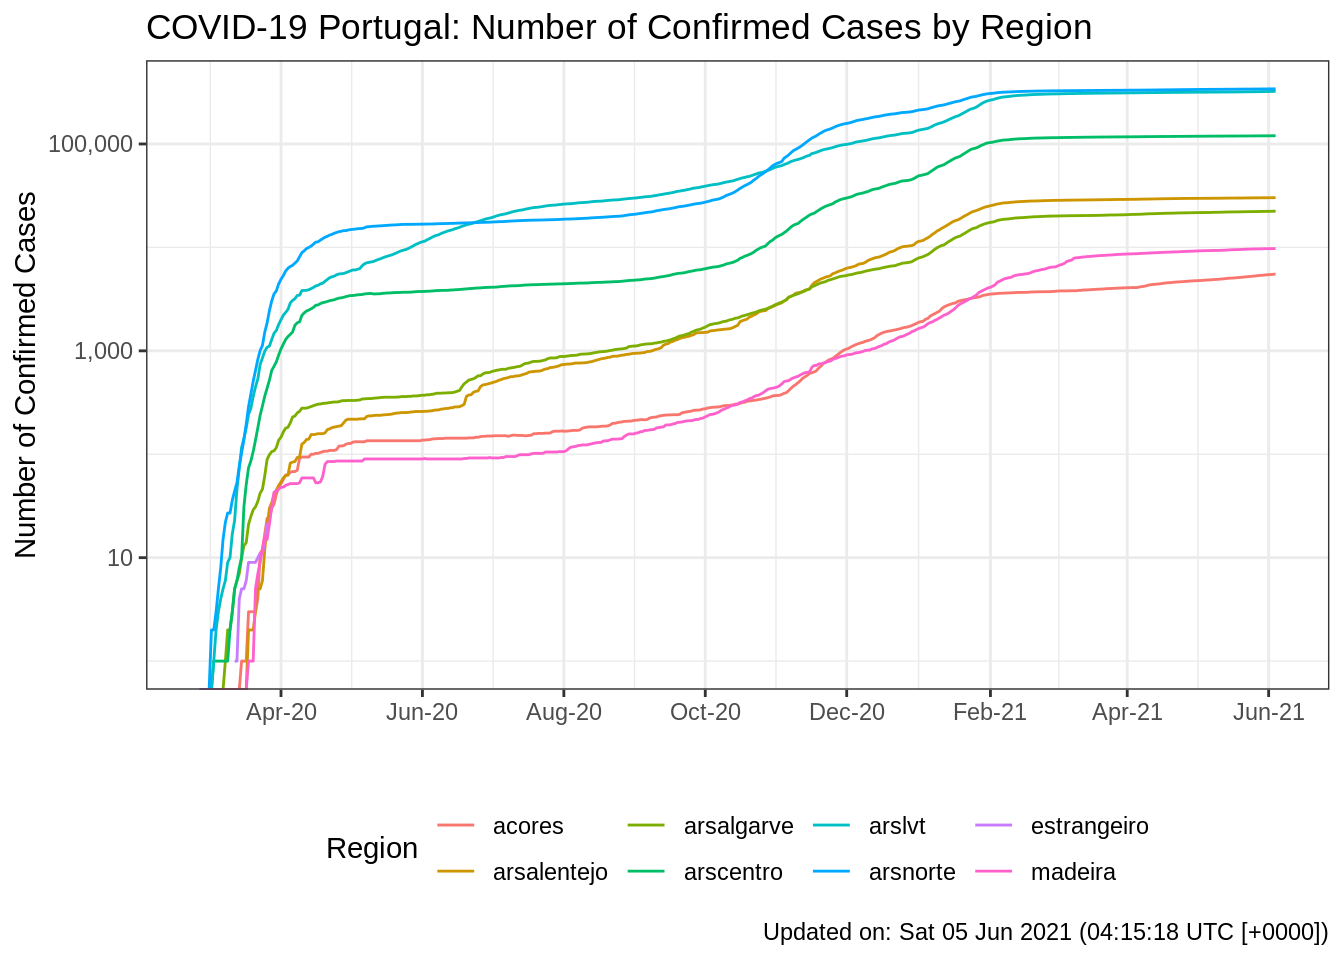 COVID-19 Portugal: Number of Confirmed Cases by Region
Number of Confirmed Cases
100,000
1,000
10
Apr-20 Jun-20 Aug-20 Oct-20 Dec-20 Feb-21 Apr-21 Jun-21
Region
acores arsalgarve arslvt estrangeiro
arsalentejo arscentro arsnorte madeira
Updated on: Sat 05 Jun 2021 (04:15:18 UTC [+0000])